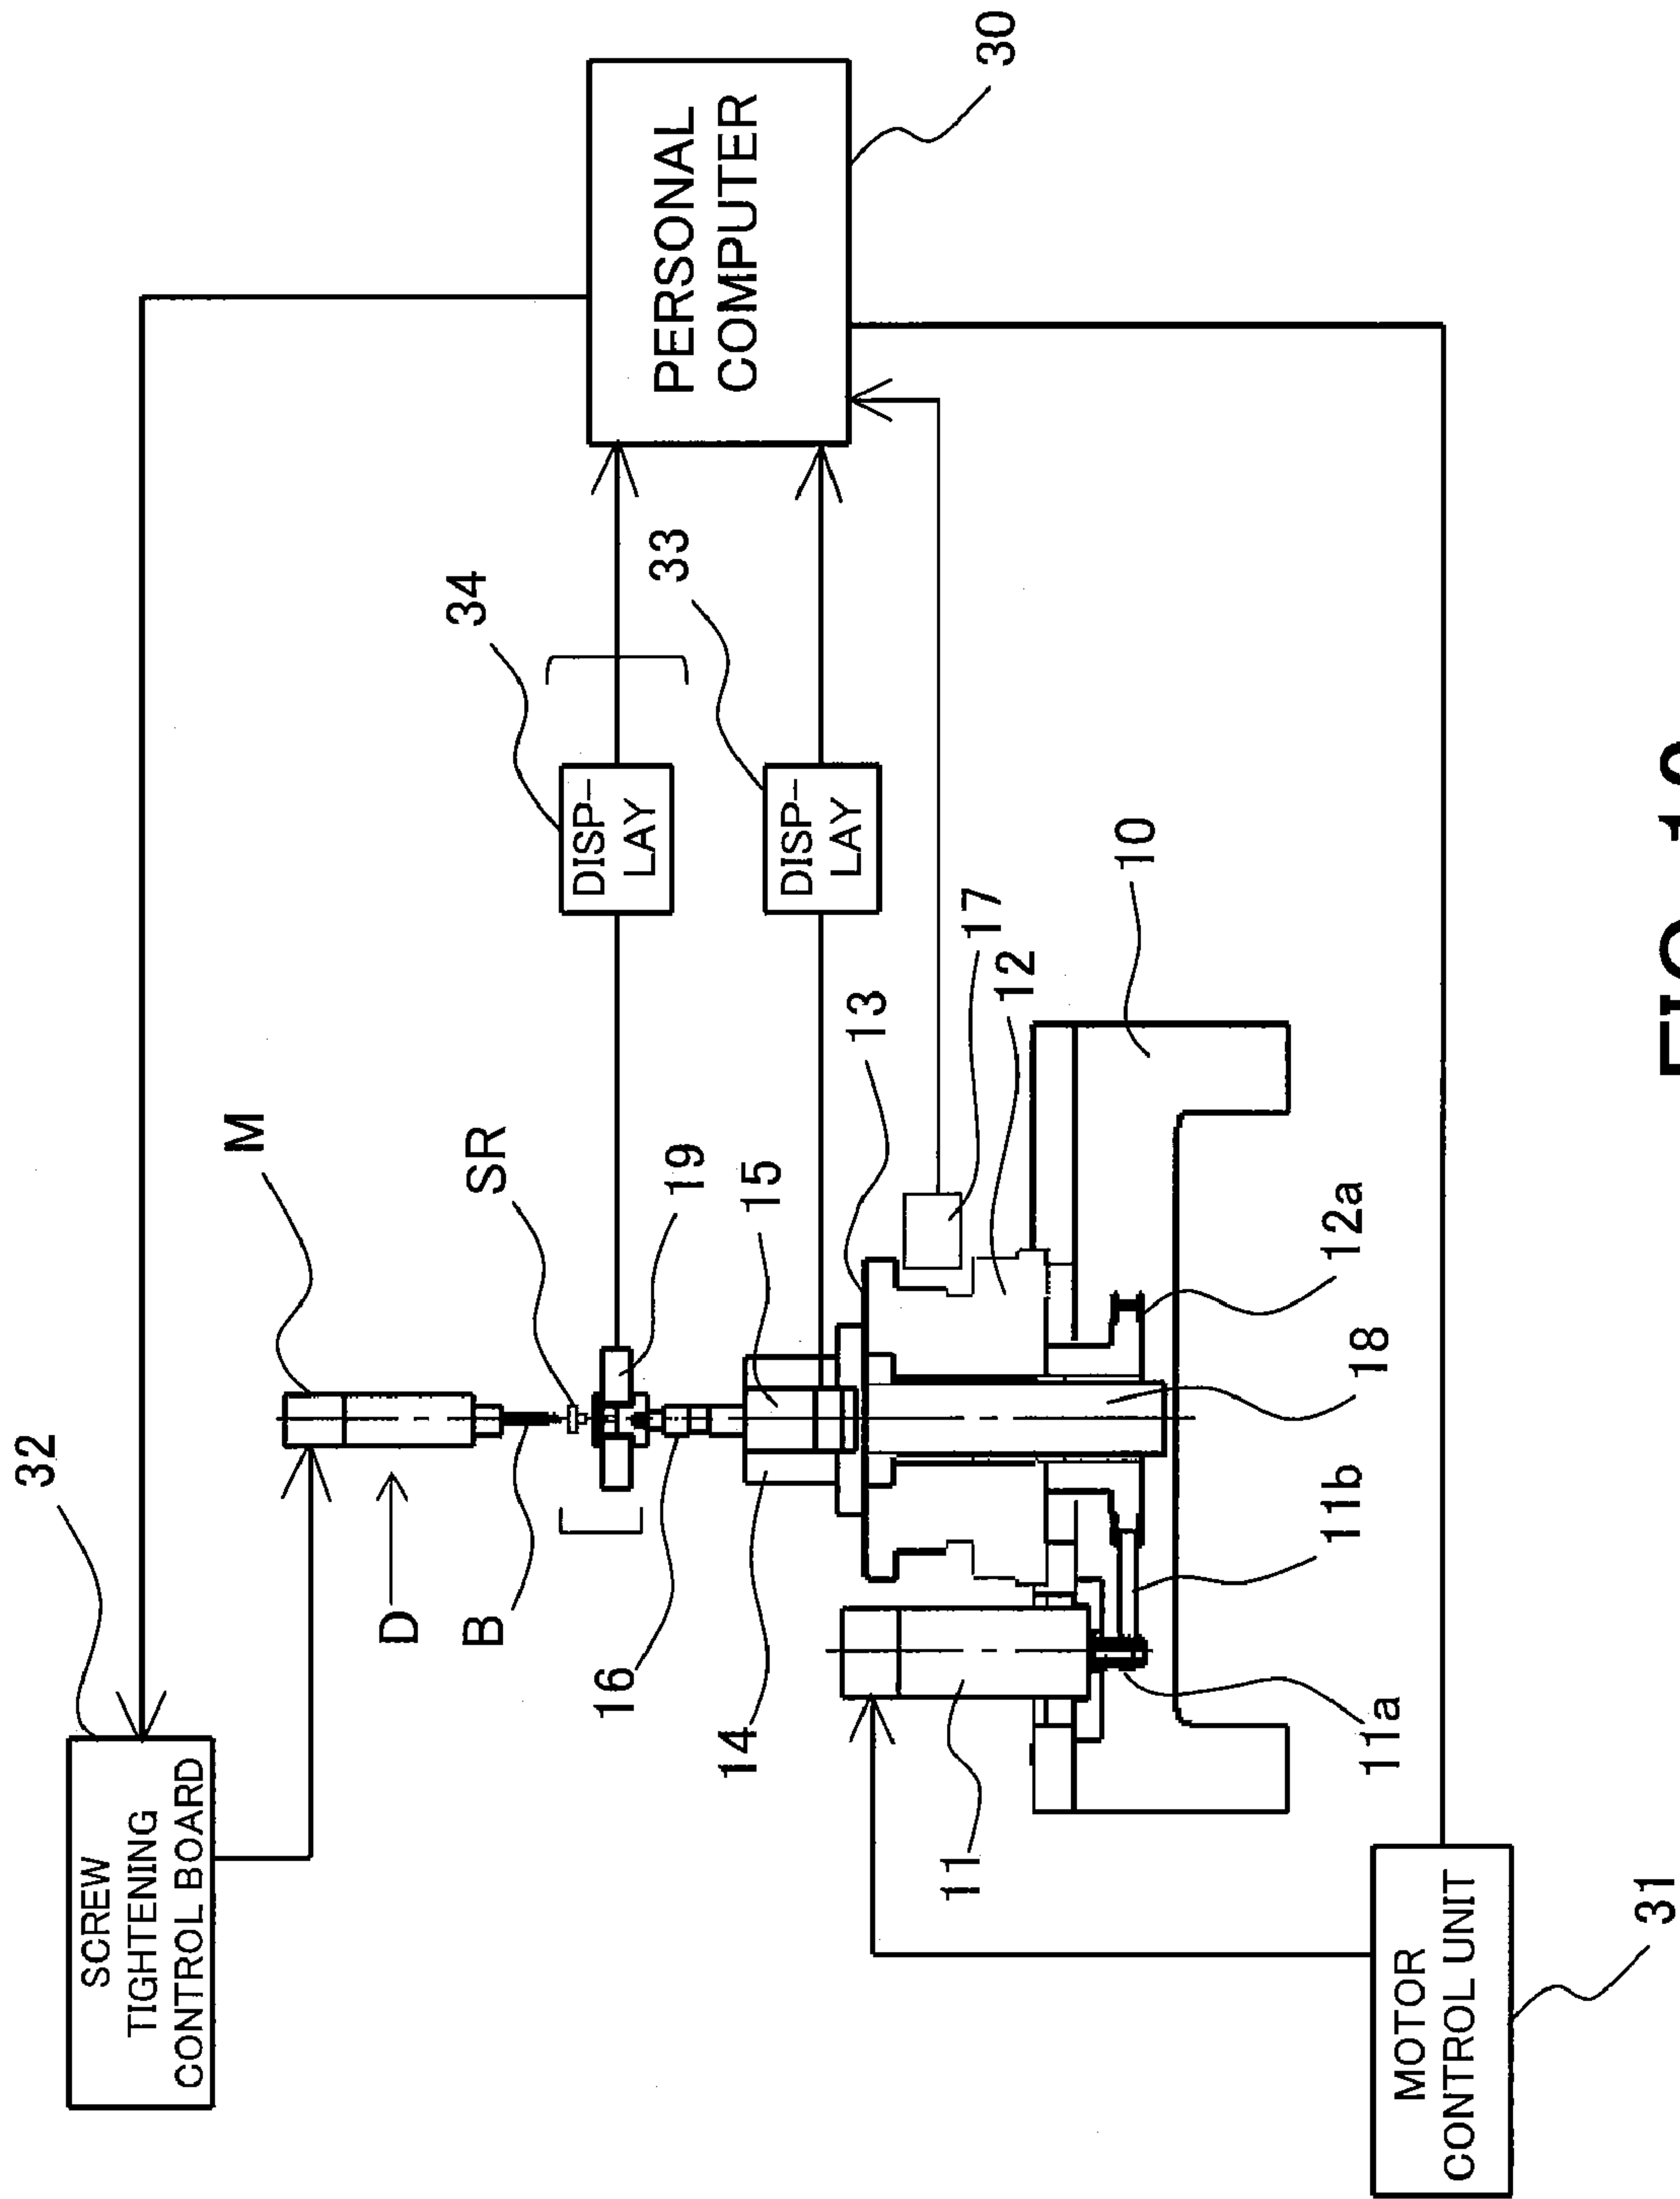 32
SCREW
TIGHTENING
CONTROL BOARD
M
D
B
SR
34
DISP-
LAY
33
DISP-
LAY
PERSONAL
COMPUTER
30
19
15
16
14
13
17
12
10
11
11a
11b
18
12a
MOTOR
CONTROL UNIT
31